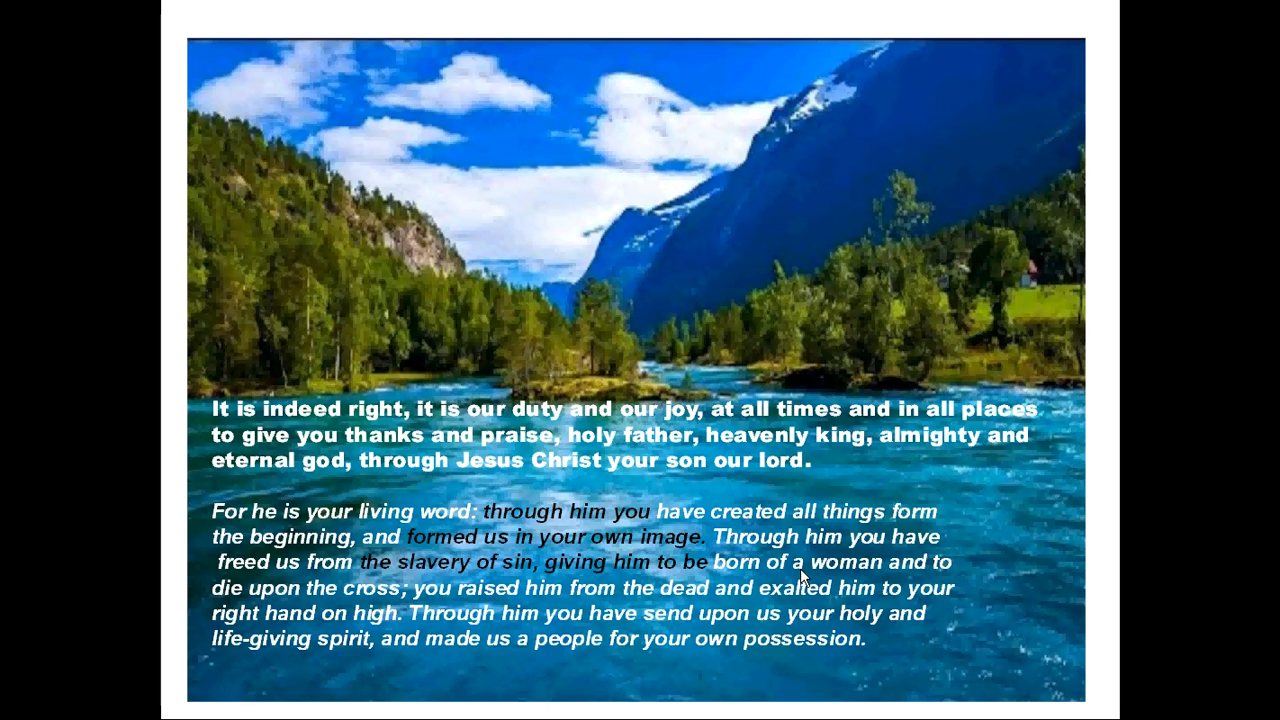 It is indeed right, it is our duty and our joy, at all times and in all places
to give you thanks and praise, holy father, heavenly king, almighty and
eternal god, through Jesus Christ your son our lord.
For he is your living word: through him you have created all things form
the beginning, and formed us in your own image. Through him you have
freed us from the slavery of sin, giving him to be born of a woman and to
die upon the cross; you raised him from the dead and exalted him to your
right hand on high. Through him you have send upon us your holy and
life-giving spirit, and made us a people for your own possession.